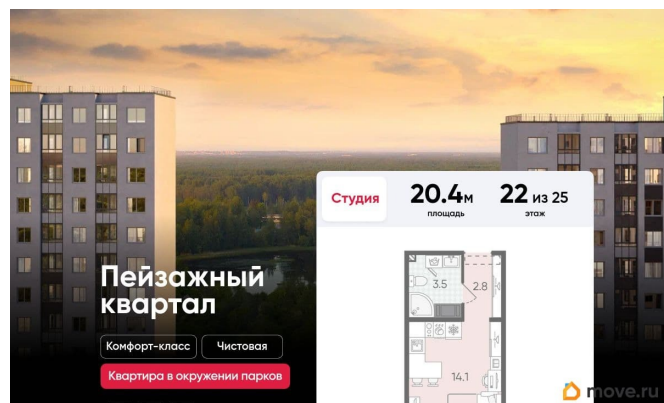 Студия
20.4м
площадь
22 из 25
этаж
3.5
2.8
Пейзажный
квартал
Комфорт-класс
Чистовая
Квартира в окружении парков
14.1
move.ru